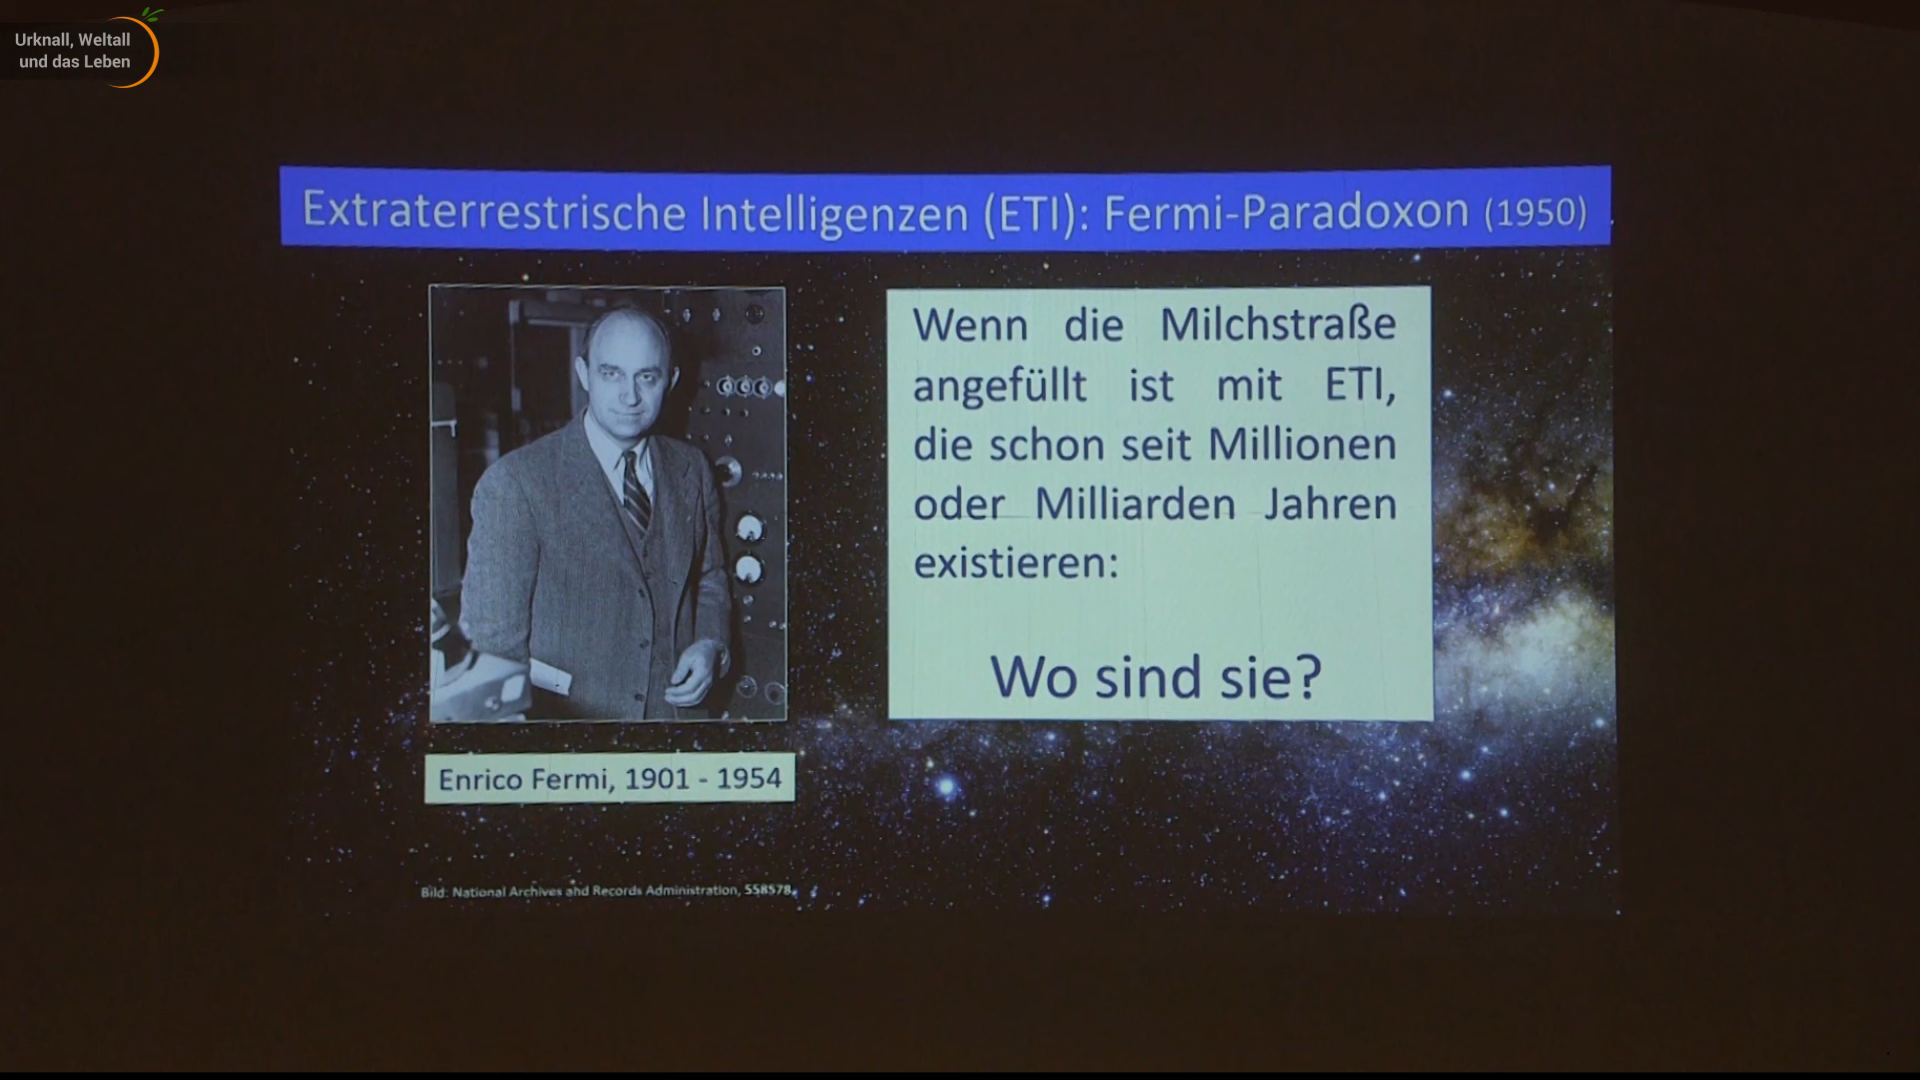 Urknall, Weltall
und das Leben
Extraterrestrische Intelligenzen (ETI): Fermi-Paradoxon (1950)
Wenn die Milchstraße
angefüllt ist mit ETI,
die schon seit Millionen
oder Milliarden Jahren
existieren:
Wo sind sie?
Enrico Fermi, 1901 - 1954
Bild: National Archives and Records Administration, 558578